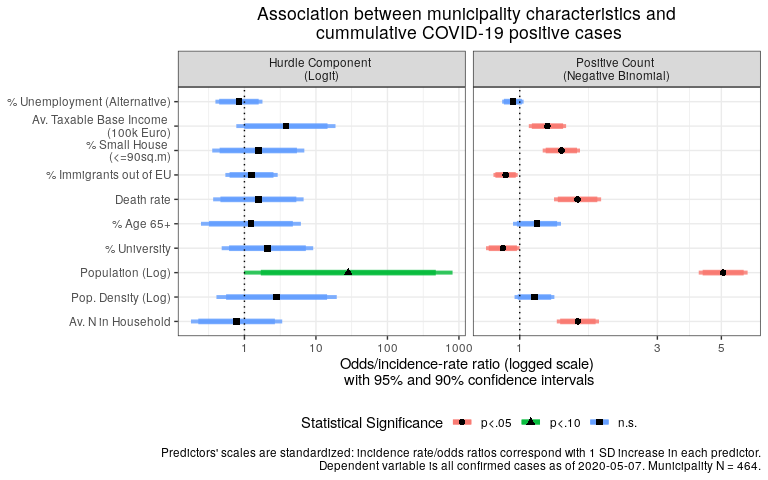 Association between municipality characteristics and
cummulative COVID-19 positive cases
Hurdle Component
(Logit)
Positive Count
(Negative Binomial)
% Unemployment (Alternative)
Av. Taxable Base Income
(100k Euro)
% Small House
(<=90sq.m)
% Immigrants out of EU
Death rate
% Age 65+
% University
Population (Log)
Pop. Density (Log)
Av. N in Household
1 10 100 1000 1 3 5
Odds/incidence-rate ratio (logged scale)
with 95% and 90% confidence intervals
Statistical Significance p<.05 p<.10 n.s.
Predictors' scales are standardized: incidence rate/odds ratios correspond with 1 SD increase in each predictor.
Dependent variable is all confirmed cases as of 2020-05-07. Municipality N = 464.